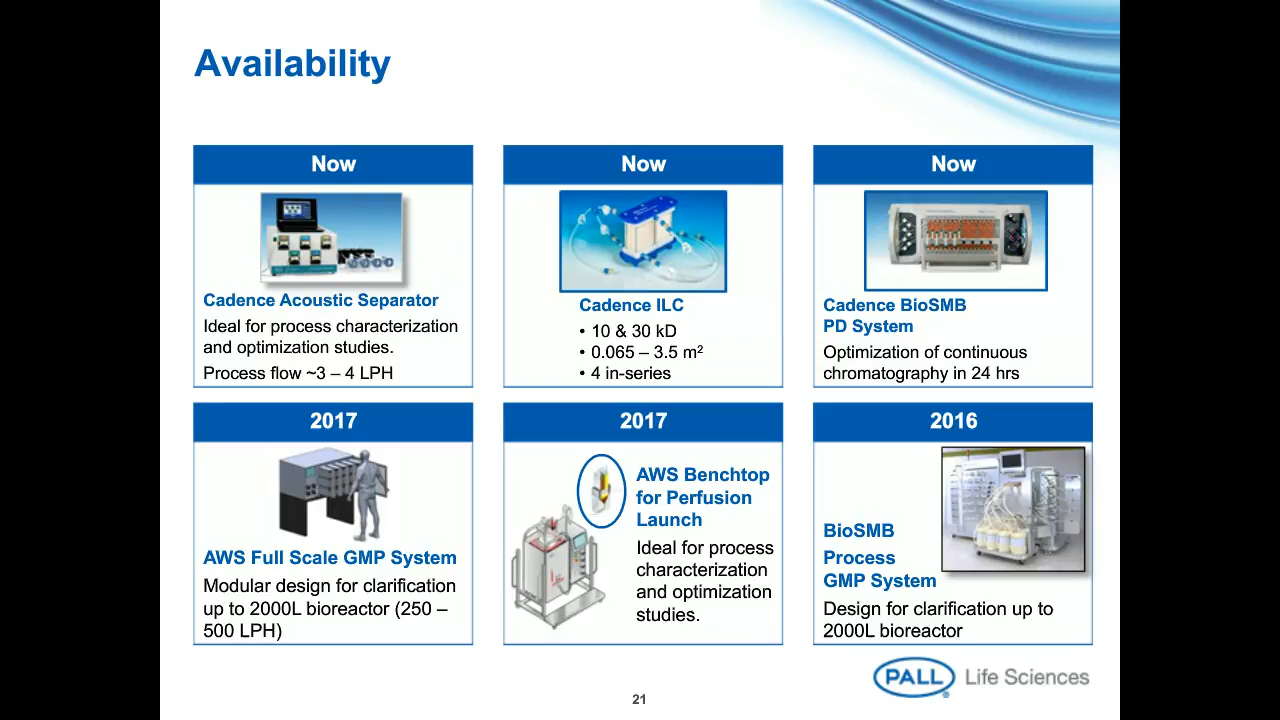 Availability
Now
Cadence Acoustic Separator
Ideal for process characterization
and optimization studies.
Process flow ~3 – 4 LPH
Now
Cadence ILC
• 10 & 30 kD
• 0.065 – 3.5 m²
• 4 in-series
Now
Cadence BioSMB
PD System
Optimization of continuous
chromatography in 24 hrs
2017
AWS Full Scale GMP System
Modular design for clarification
up to 2000L bioreactor (250 –
500 LPH)
2017
AWS Benchtop
for Perfusion
Launch
Ideal for process
characterization
and optimization
studies.
2016
BioSMB
Process
GMP System
Design for clarification up to
2000L bioreactor
PALL® Life Sciences
21